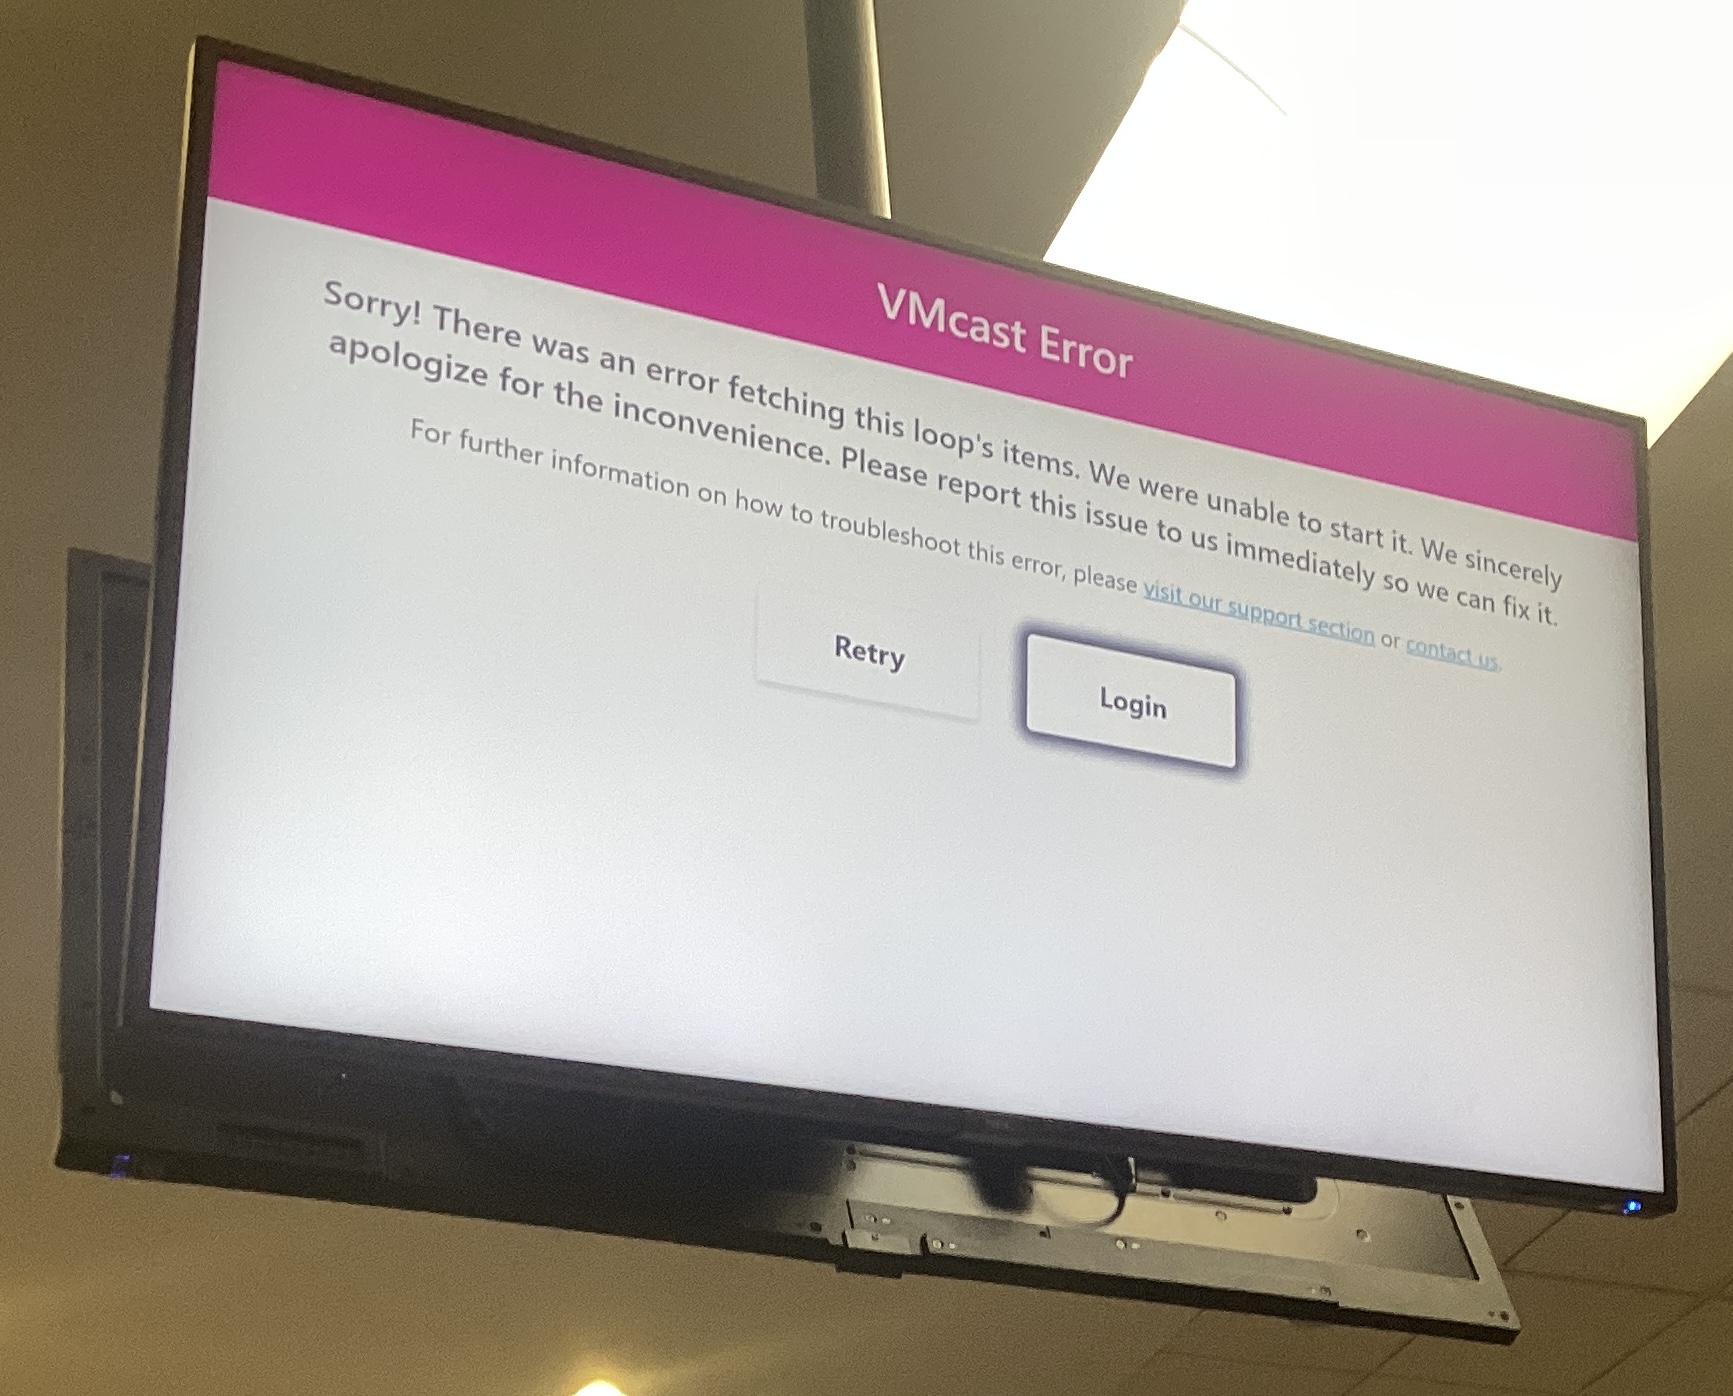 VMcast Error
Sorry! There was an error fetching this loop's items. We were unable to start it. We sincerely
apologize for the inconvenience. Please report this issue to us immediately so we can fix it.
For further information on how to troubleshoot this error, please visit our support section or contact us.
Retry
Login